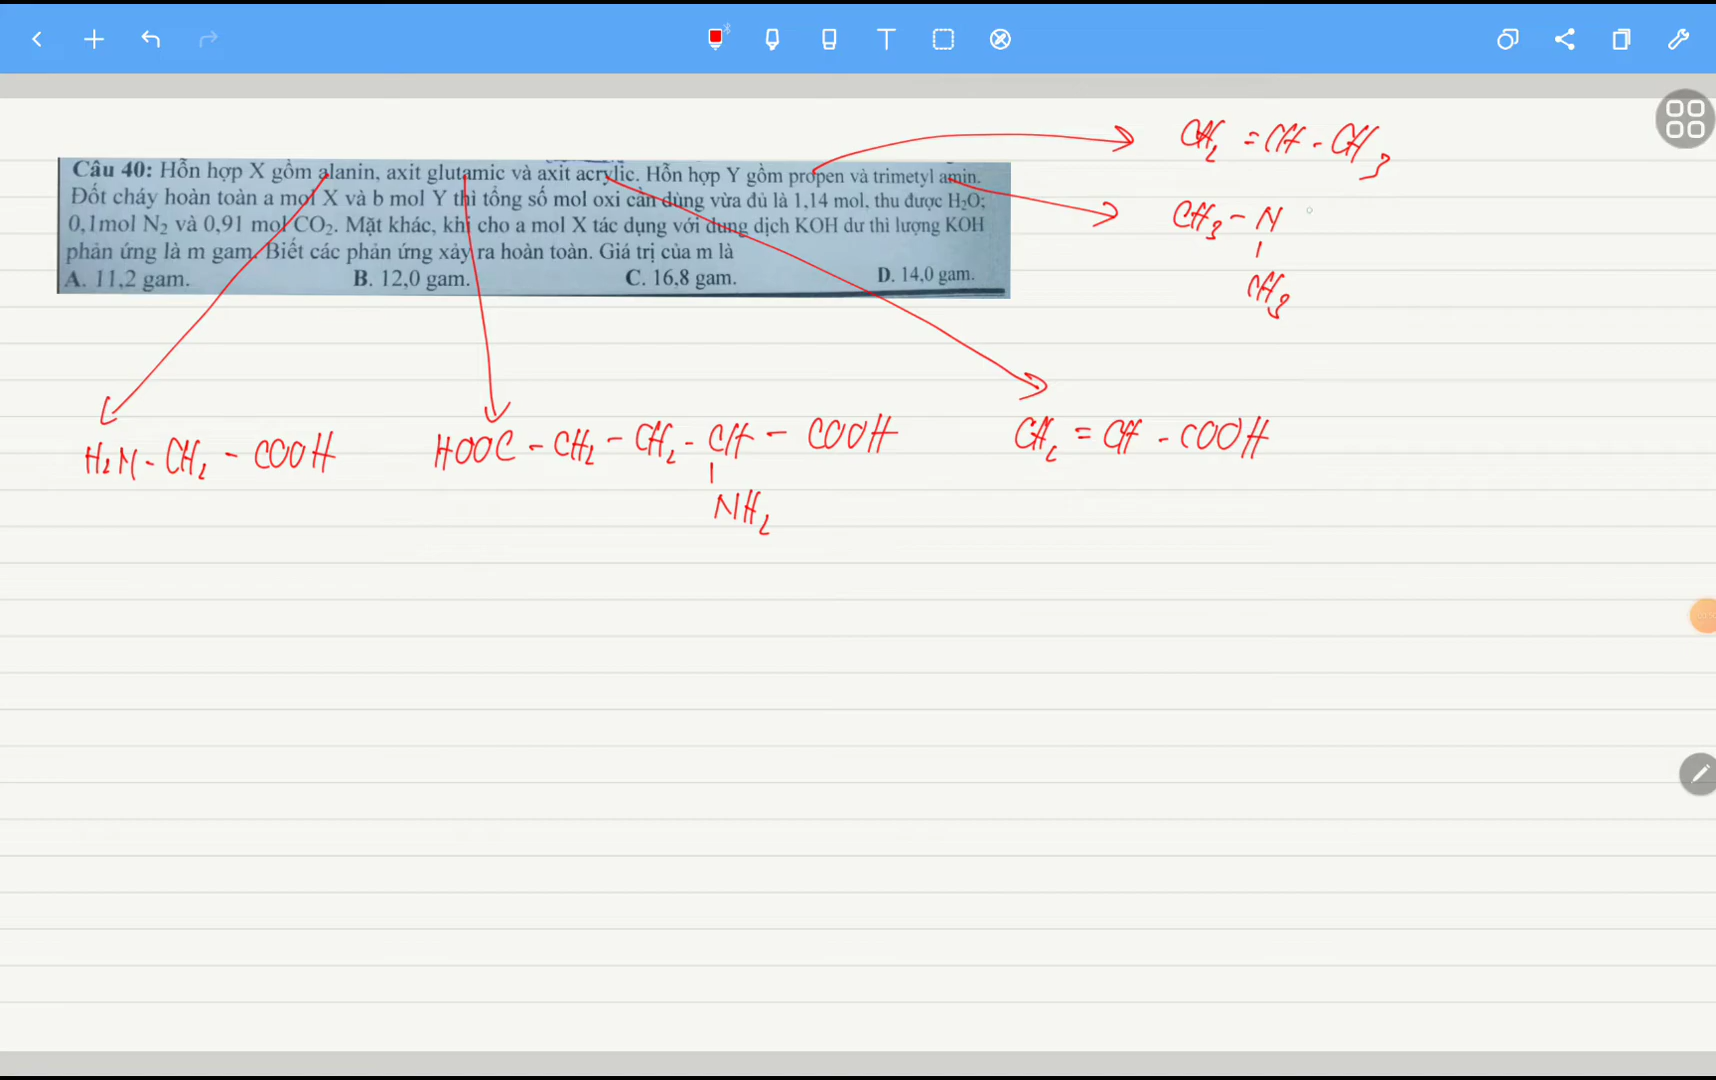 Câu 40: Hỗn hợp X gồm alanin, axit glutamic và axit acrylic. Hỗn hợp Y gồm propen và trimetyl amin.
Đốt cháy hoàn toàn a mol X và b mol Y thì tổng số mol oxi cần dùng vừa đủ là 1,14 mol, thu được H₂O;
0,1mol N₂ và 0,91 mol CO₂. Mặt khác, khi cho a mol X tác dụng với dung dịch KOH dư thì lượng KOH
phản ứng là m gam. Biết các phản ứng xảy ra hoàn toàn. Giá trị của m là
A. 11,2 gam. B. 12,0 gam. C. 16,8 gam. D. 14,0 gam.
CH₂ = CH - CH₃
CH₃ - N
CH₃
H₂N - CH₂ - COOH
HOOC - CH₂ - CH₂ - CH - COOH
NH₂
CH₂ = CH - COOH